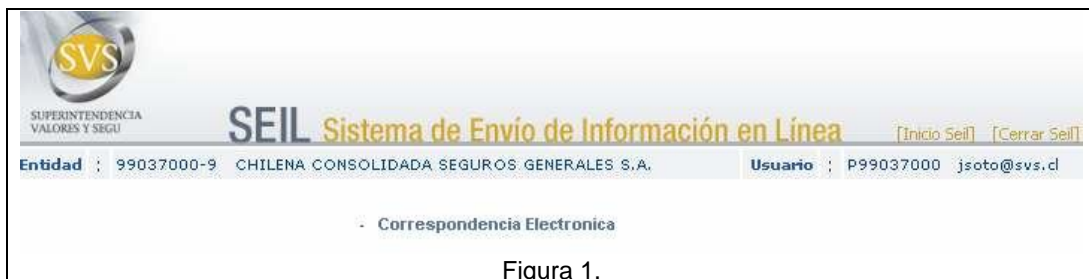 SVS
SUPERINTENDENCIA
VALORES Y SEGU
SEIL Sistema de Envío de Información en Línea [Inicio Seil] [Cerrar Seil]
Entidad : 99037000-9 CHILENA CONSOLIDADA SEGUROS GENERALES S.A. Usuario : P99037000 jsoto@svs.cl
- Correspondencia Electronica
Figura 1.